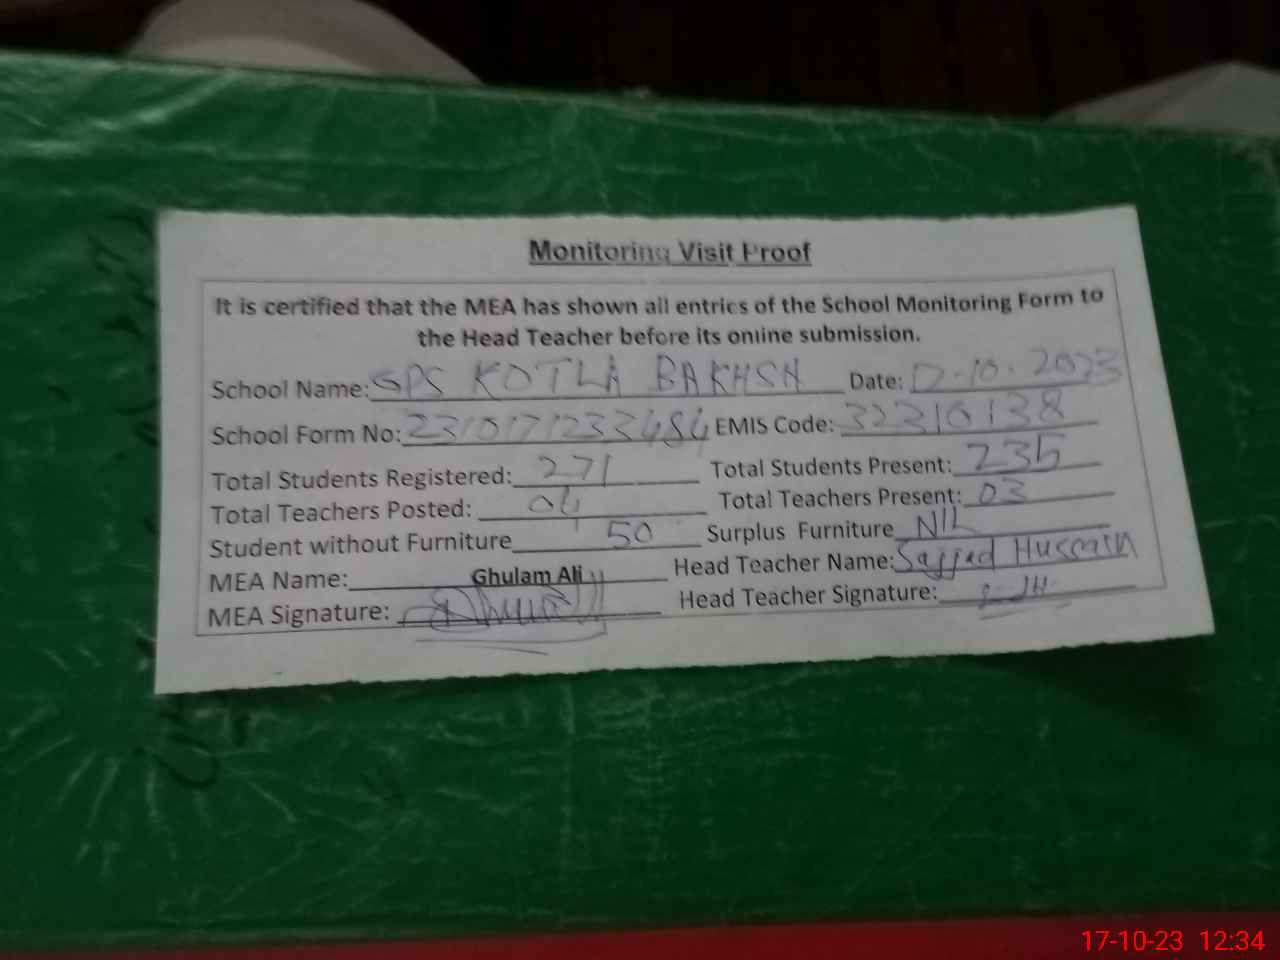 Monitoring Visit Proof
It is certified that the MEA has shown all entries of the School Monitoring Form to
the Head Teacher before its online submission.
School Name: GPS KOTLA BAKHSH Date: 17-10-2023
School Form No: 2310171233484 EMIS Code: 32310138
Total Students Registered: 271 Total Students Present: 235
Total Teachers Posted: 04 Total Teachers Present: 03
Student without Furniture 50 Surplus Furniture NIL
MEA Name: Ghulam Ali Head Teacher Name: Sajjad Hussain
MEA Signature: Head Teacher Signature:
17-10-23 12:34